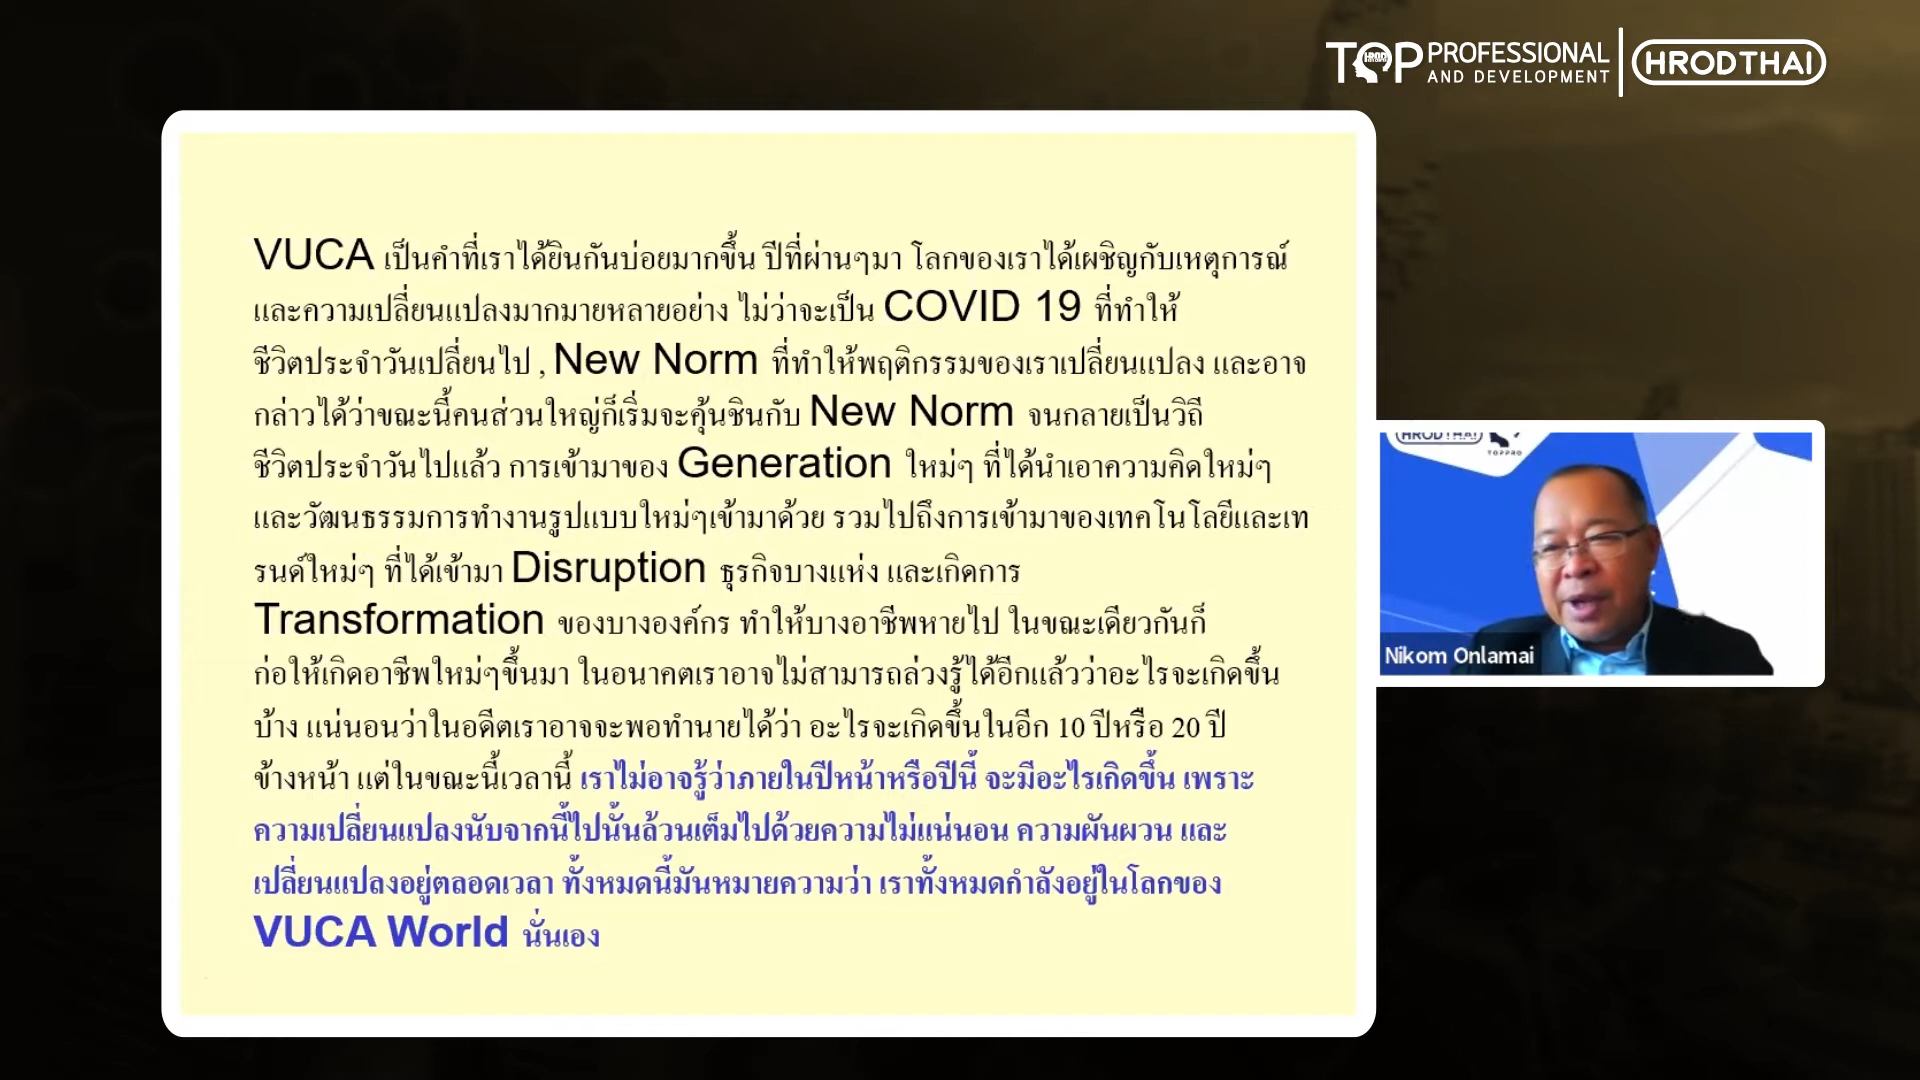 TOP PROFESSIONAL AND DEVELOPMENT
HRODTHAI
VUCA เป็นคำที่เราได้ยินกันบ่อยมากขึ้น ปีที่ผ่านๆมา โลกของเราได้เผชิญกับเหตุการณ์
และความเปลี่ยนแปลงมากมายหลายอย่าง ไม่ว่าจะเป็น COVID 19 ที่ทำให้
ชีวิตประจำวันเปลี่ยนไป , New Norm ที่ทำให้พฤติกรรมของเราเปลี่ยนแปลง และอาจ
กล่าวได้ว่าขณะนี้คนส่วนใหญ่ก็เริ่มจะคุ้นชินกับ New Norm จนกลายเป็นวิถี
ชีวิตประจำวันไปแล้ว การเข้ามาของ Generation ใหม่ๆ ที่ได้นำเอาความคิดใหม่ๆ
และวัฒนธรรมการทำงานรูปแบบใหม่ๆเข้ามาด้วย รวมไปถึงการเข้ามาของเทคโนโลยีและเท
รนด์ใหม่ๆ ที่ได้เข้ามา Disruption ธุรกิจบางแห่ง และเกิดการ
Transformation ของบางองค์กร ทำให้บางอาชีพหายไป ในขณะเดียวกันก็
ก่อให้เกิดอาชีพใหม่ๆขึ้นมา ในอนาคตเราอาจไม่สามารถล่วงรู้ได้อีกแล้วว่าอะไรจะเกิดขึ้น
บ้าง แน่นอนว่าในอดีตเราอาจจะพอทำนายได้ว่า อะไรจะเกิดขึ้นในอีก 10 ปีหรือ 20 ปี
ข้างหน้า แต่ในขณะนี้เวลานี้ เราไม่อาจรู้ว่าภายในปีหน้าหรือปีนี้ จะมีอะไรเกิดขึ้น เพราะ
ความเปลี่ยนแปลงนับจากนี้ไปนั้นล้วนเต็มไปด้วยความไม่แน่นอน ความผันผวน และ
เปลี่ยนแปลงอยู่ตลอดเวลา ทั้งหมดนี้มันหมายความว่า เราทั้งหมดกำลังอยู่ในโลกของ
VUCA World นั่นเอง
HRODTHAI
TOPPRO
Nikom Onlamai